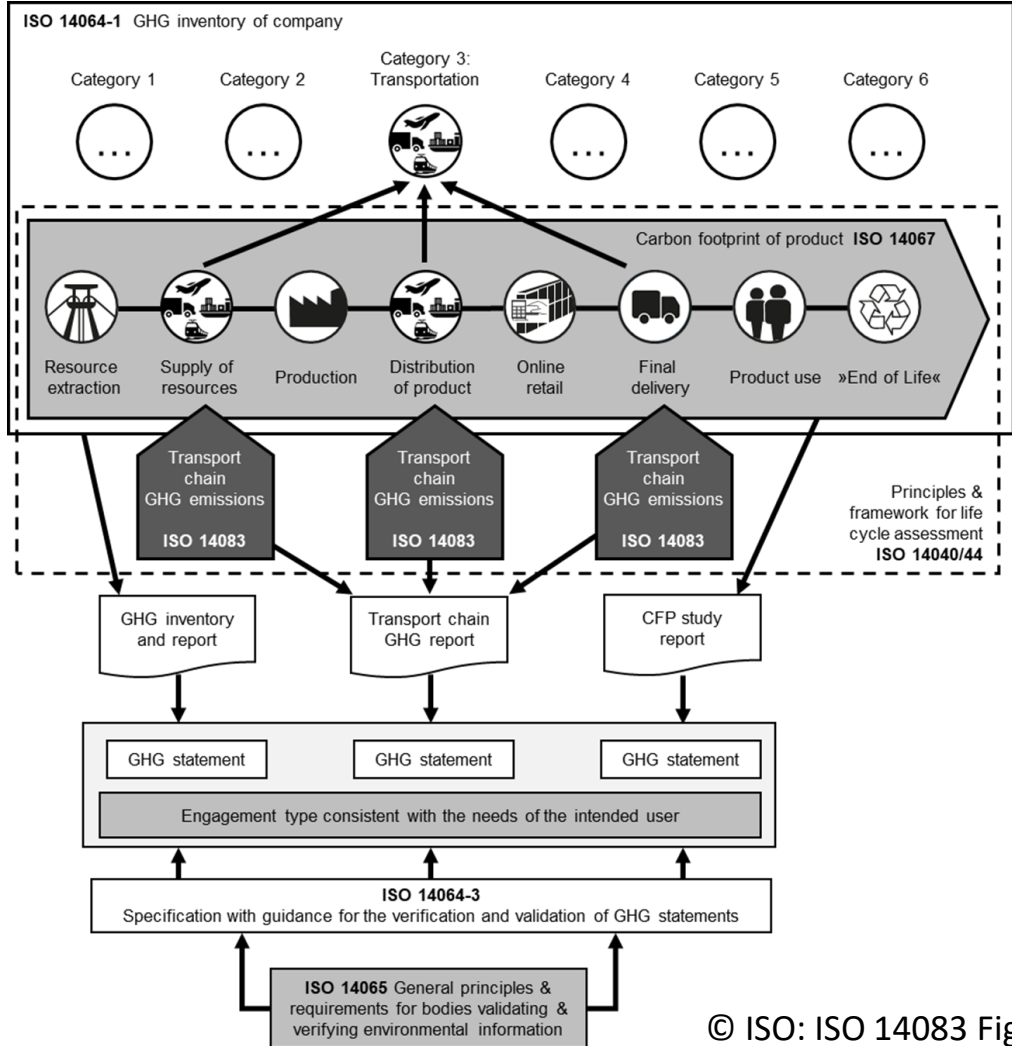 ISO 14064-1 GHG inventory of company
Category 3:
Category 1
Category 2
Transportation
Category 4
Category 5
Category 6
...
...
...
...
...
Carbon footprint of product ISO 14067
Resource
extraction
Supply of
resources
Production
Distribution
of product
Online
retail
Final
delivery
Product use
»End of Life«
Transport
chain
GHG emissions
ISO 14083
Transport
chain
GHG emissions
ISO 14083
Transport
chain
GHG emissions
ISO 14083
Principles &
framework for life
cycle assessment
ISO 14040/44
GHG inventory
and report
Transport chain
GHG report
CFP study
report
GHG statement
GHG statement
GHG statement
Engagement type consistent with the needs of the intended user
ISO 14064-3
Specification with guidance for the verification and validation of GHG statements
ISO 14065 General principles &
requirements for bodies validating &
verifying environmental information
© ISO: ISO 14083 Fig